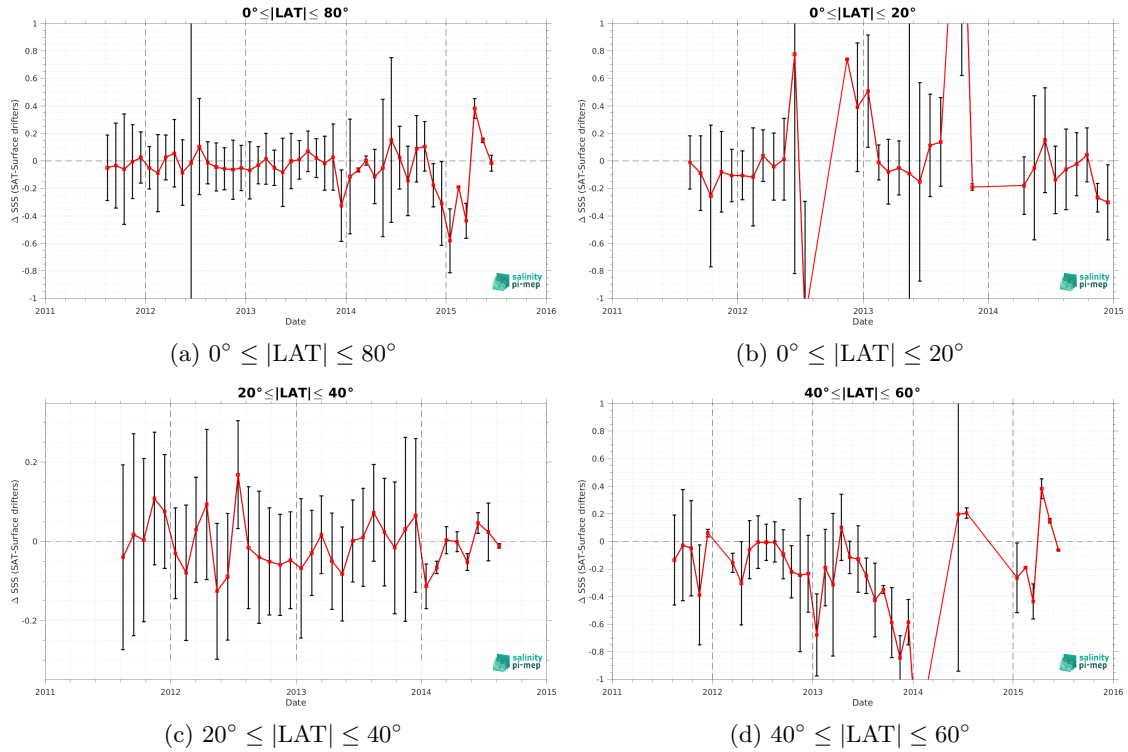 0°≤|LAT|≤ 80°
Δ SSS (SAT-Surface drifters)
1
0.8
0.6
0.4
0.2
0
-0.2
-0.4
-0.6
-0.8
-1
2011
2012
2013
2014
2015
2016
Date
salinity
pi-mep
(a) 0° ≤ |LAT| ≤ 80°
0°≤|LAT|≤ 20°
Δ SSS (SAT-Surface drifters)
1
0.8
0.6
0.4
0.2
0
-0.2
-0.4
-0.6
-0.8
-1
2011
2012
2013
2014
2015
Date
salinity
pi-mep
(b) 0° ≤ |LAT| ≤ 20°
20°≤|LAT|≤ 40°
Δ SSS (SAT-Surface drifters)
0.2
0
-0.2
2011
2012
2013
2014
2015
Date
salinity
pi-mep
(c) 20° ≤ |LAT| ≤ 40°
40°≤|LAT|≤ 60°
Δ SSS (SAT-Surface drifters)
1
0.8
0.6
0.4
0.2
0
-0.2
-0.4
-0.6
-0.8
-1
2011
2012
2013
2014
2015
2016
Date
salinity
pi-mep
(d) 40° ≤ |LAT| ≤ 60°